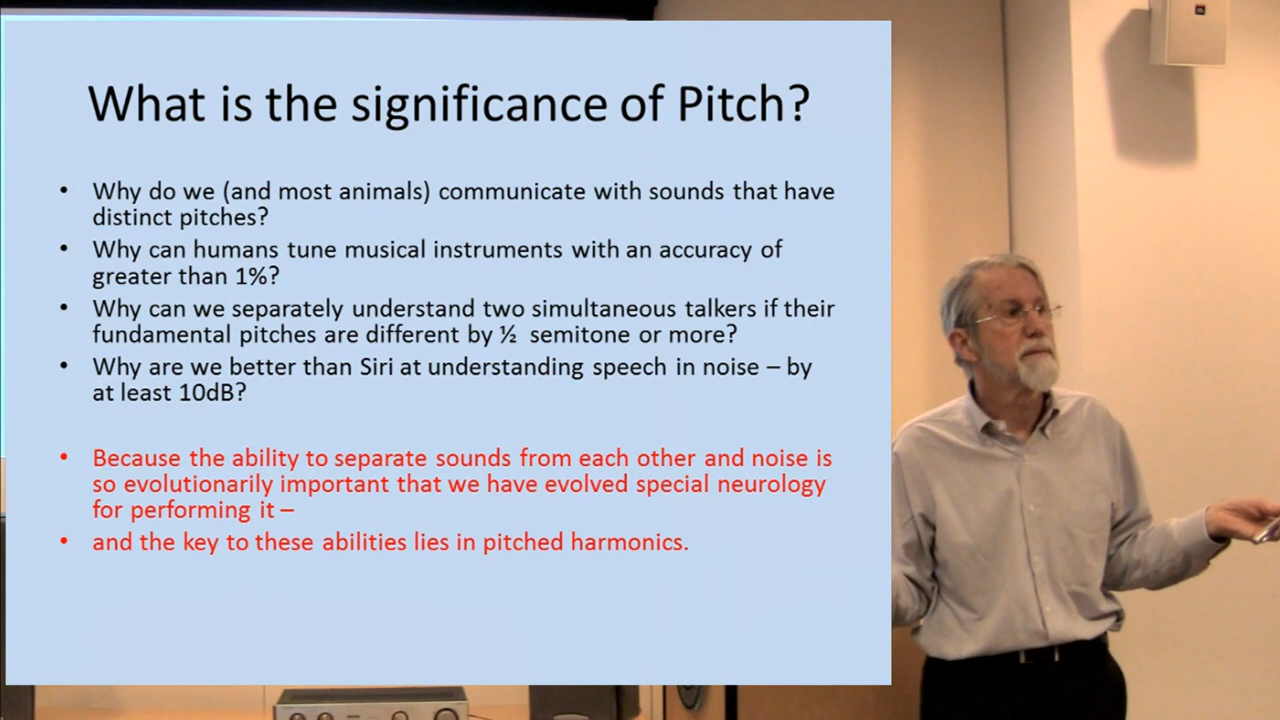 What is the significance of Pitch?
• Why do we (and most animals) communicate with sounds that have
distinct pitches?
• Why can humans tune musical instruments with an accuracy of
greater than 1%?
• Why can we separately understand two simultaneous talkers if their
fundamental pitches are different by ½ semitone or more?
• Why are we better than Siri at understanding speech in noise – by
at least 10dB?
• Because the ability to separate sounds from each other and noise is
so evolutionarily important that we have evolved special neurology
for performing it –
• and the key to these abilities lies in pitched harmonics.